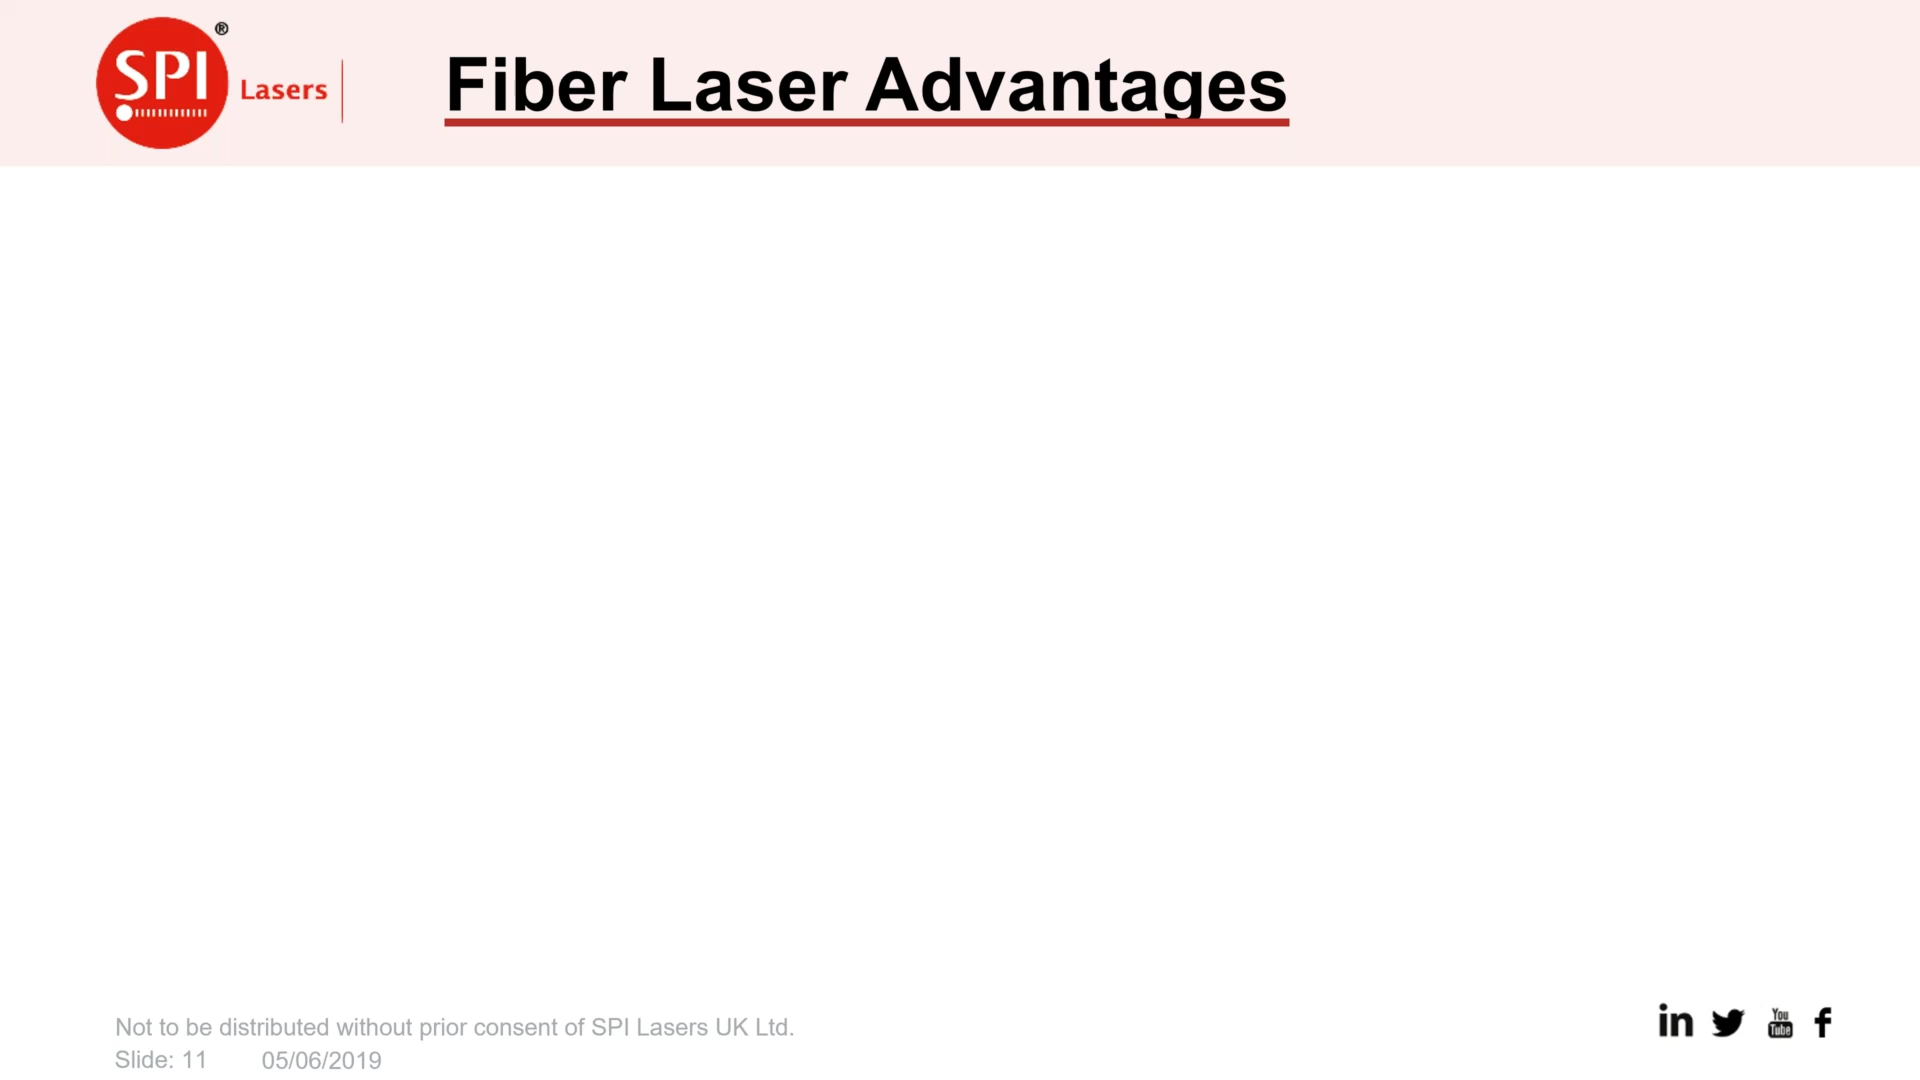 SPI®
Lasers
Fiber Laser Advantages
Not to be distributed without prior consent of SPI Lasers UK Ltd.
Slide: 11 05/06/2019
in
You
Tube
f